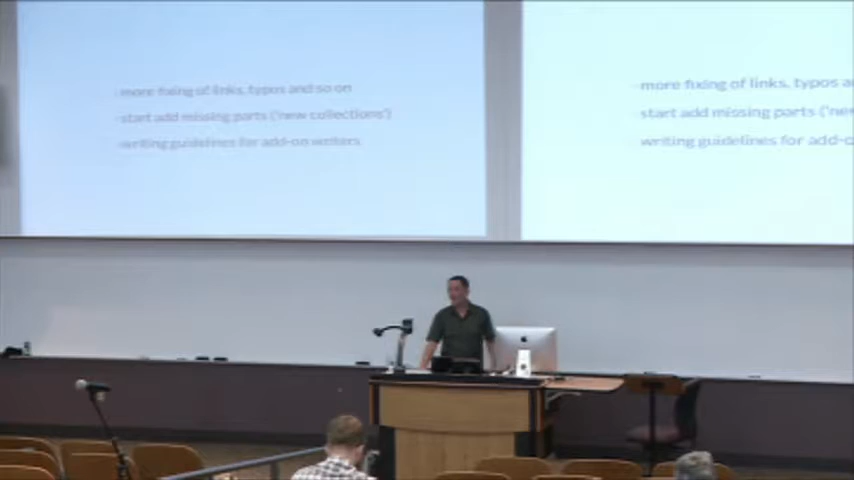 - more fixing of links, typos and so on
- start add missing parts ('new collections')
- writing guidelines for add-on writers
- more fixing of links, typos a
- start add missing parts ('ne
- writing guidelines for add-o